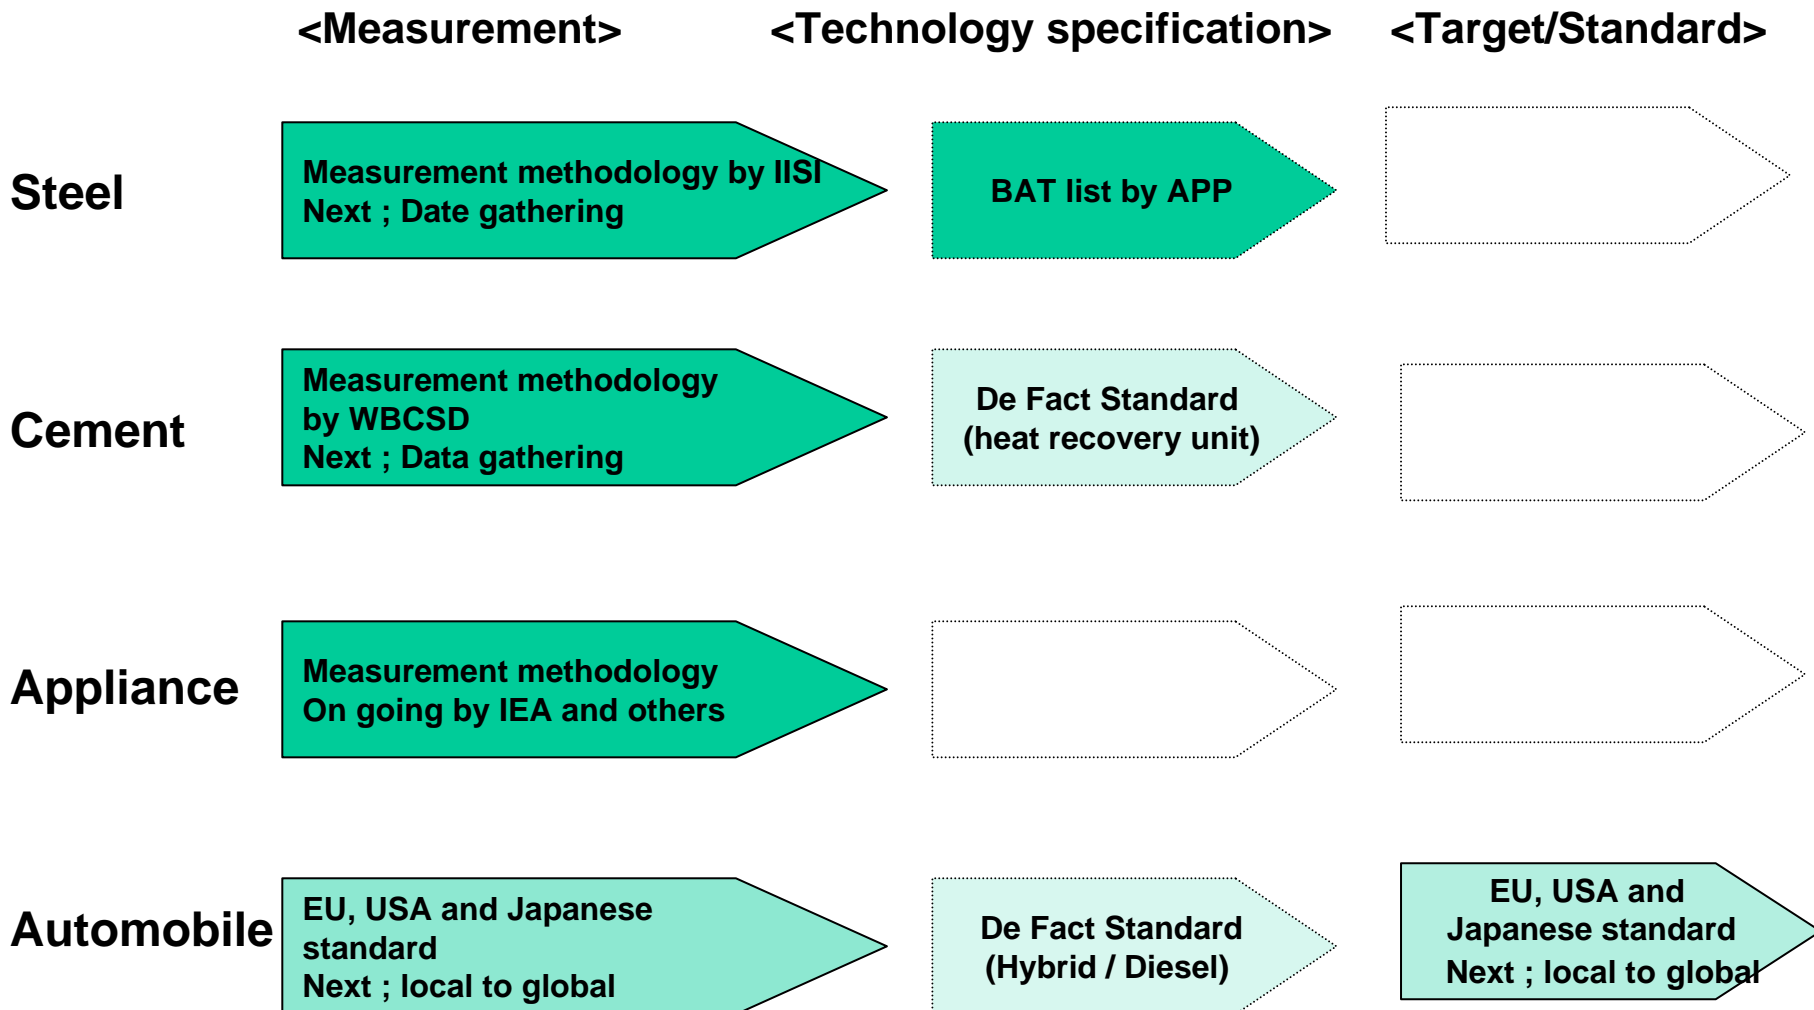 <Measurement> <Technology specification> <Target/Standard>
Steel
Measurement methodology by IISI
Next ; Date gathering
BAT list by APP
Cement
Measurement methodology
by WBCSD
Next ; Data gathering
De Fact Standard
(heat recovery unit)
Appliance
Measurement methodology
On going by IEA and others
Automobile
EU, USA and Japanese
standard
Next ; local to global
De Fact Standard
(Hybrid / Diesel)
EU, USA and
Japanese standard
Next ; local to global